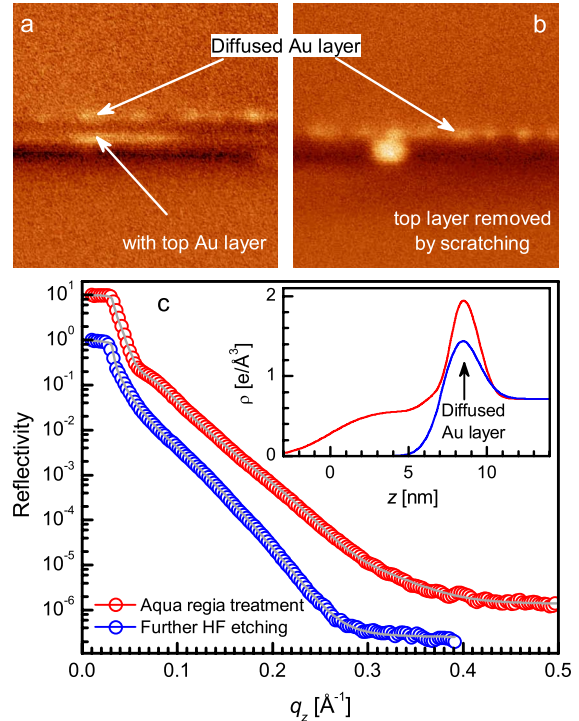 a
b
Diffused Au layer
with top Au layer
top layer removed
by scratching
c
10¹
10⁰
10⁻¹
10⁻²
10⁻³
10⁻⁴
10⁻⁵
10⁻⁶
Reflectivity
0.0
0.1
0.2
0.3
0.4
0.5
q_z [Å⁻¹]
Aqua regia treatment
Further HF etching
2
1
0
ρ [e/Å³]
0
5
10
z [nm]
Diffused
Au layer